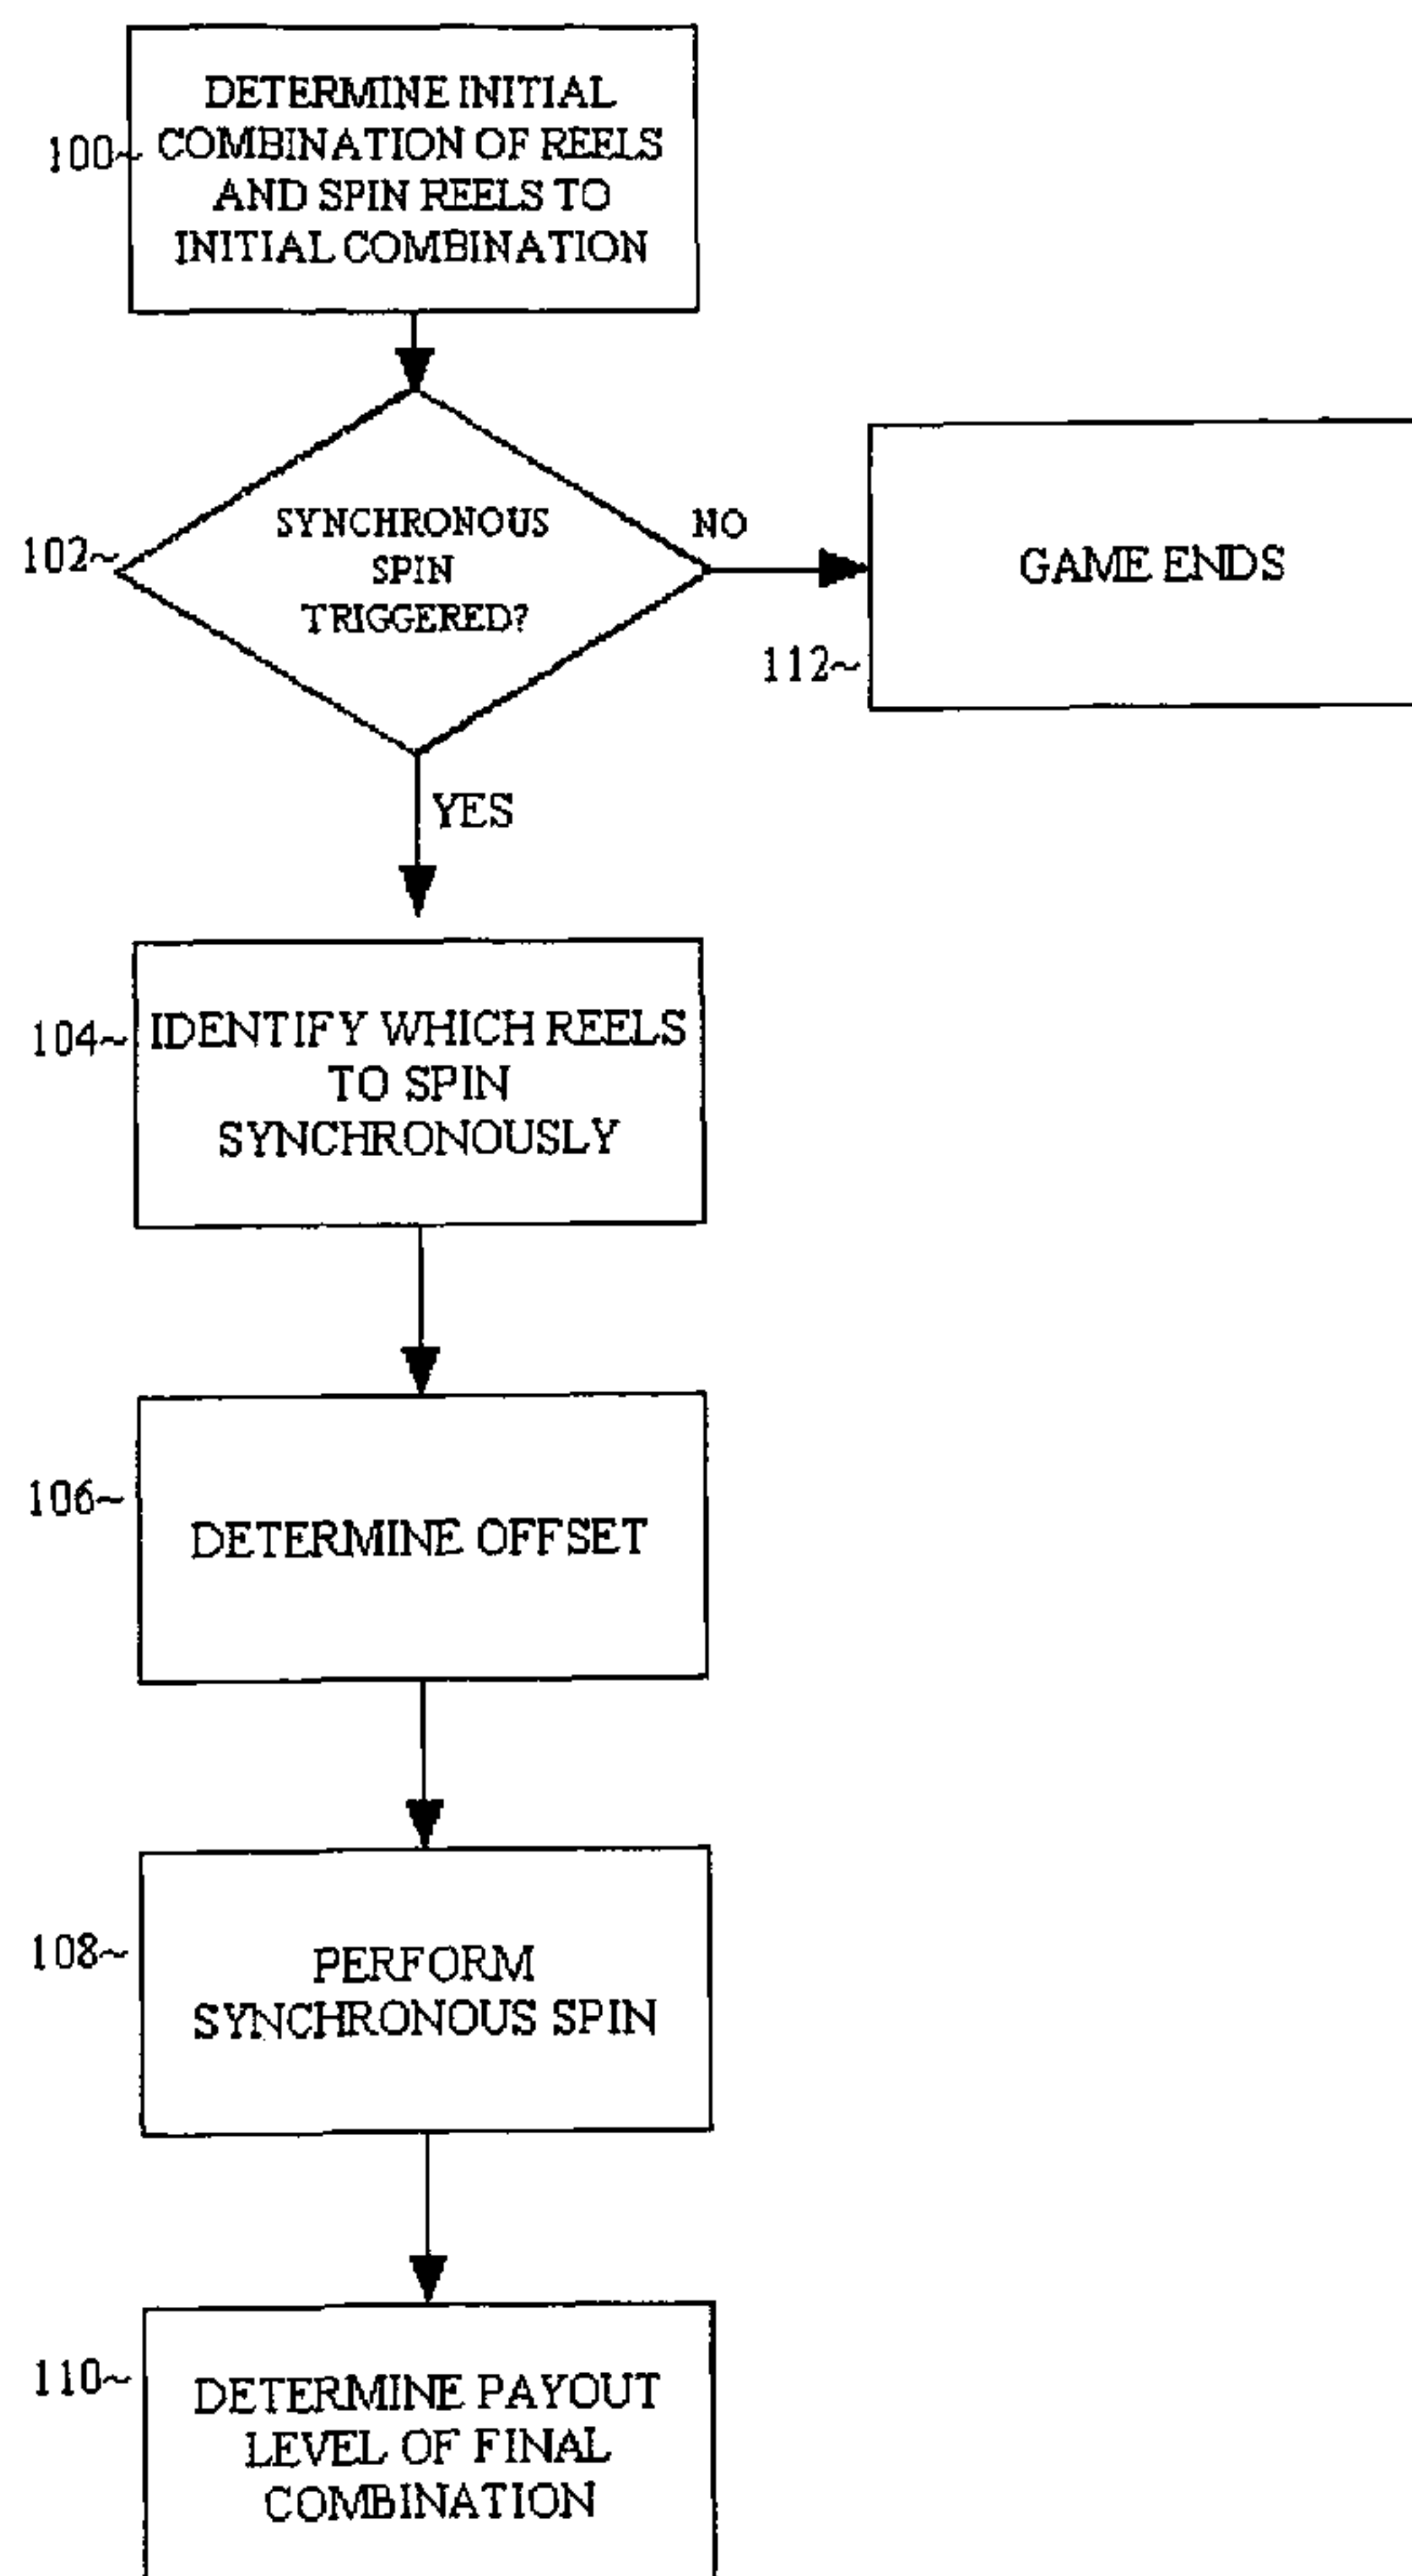 100~
DETERMINE INITIAL
COMBINATION OF REELS
AND SPIN REELS TO
INITIAL COMBINATION
102~
SYNCHRONOUS
SPIN
TRIGGERED?
NO
GAME ENDS
112~
YES
104~
IDENTIFY WHICH REELS
TO SPIN
SYNCHRONOUSLY
106~
DETERMINE OFFSET
108~
PERFORM
SYNCHRONOUS SPIN
110~
DETERMINE PAYOUT
LEVEL OF FINAL
COMBINATION